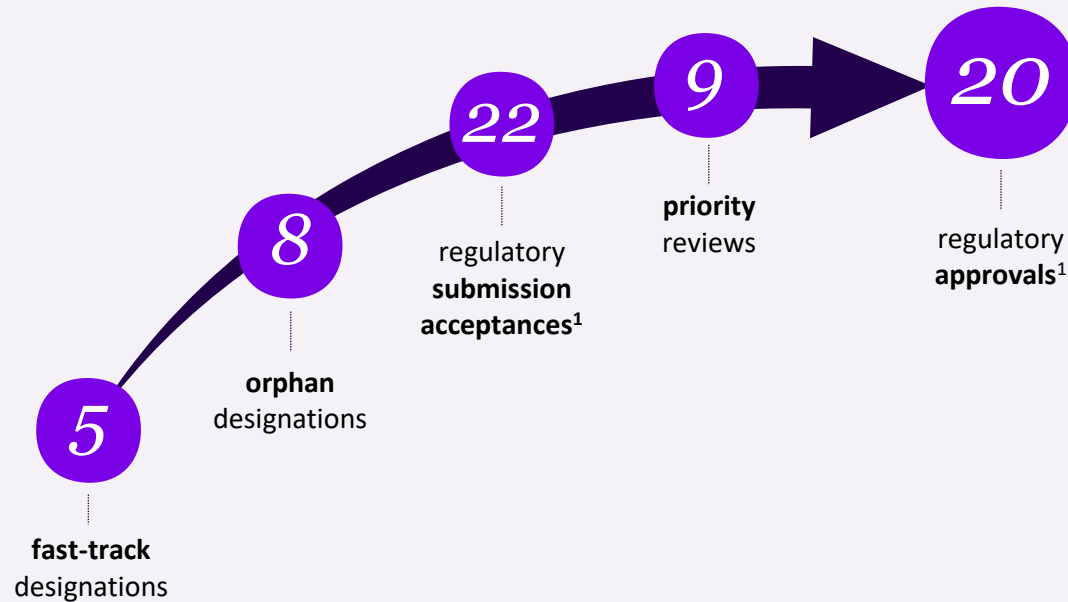 5
fast-track
designations
8
orphan
designations
22
regulatory
submission
acceptances¹
9
priority
reviews
20
regulatory
approvals¹